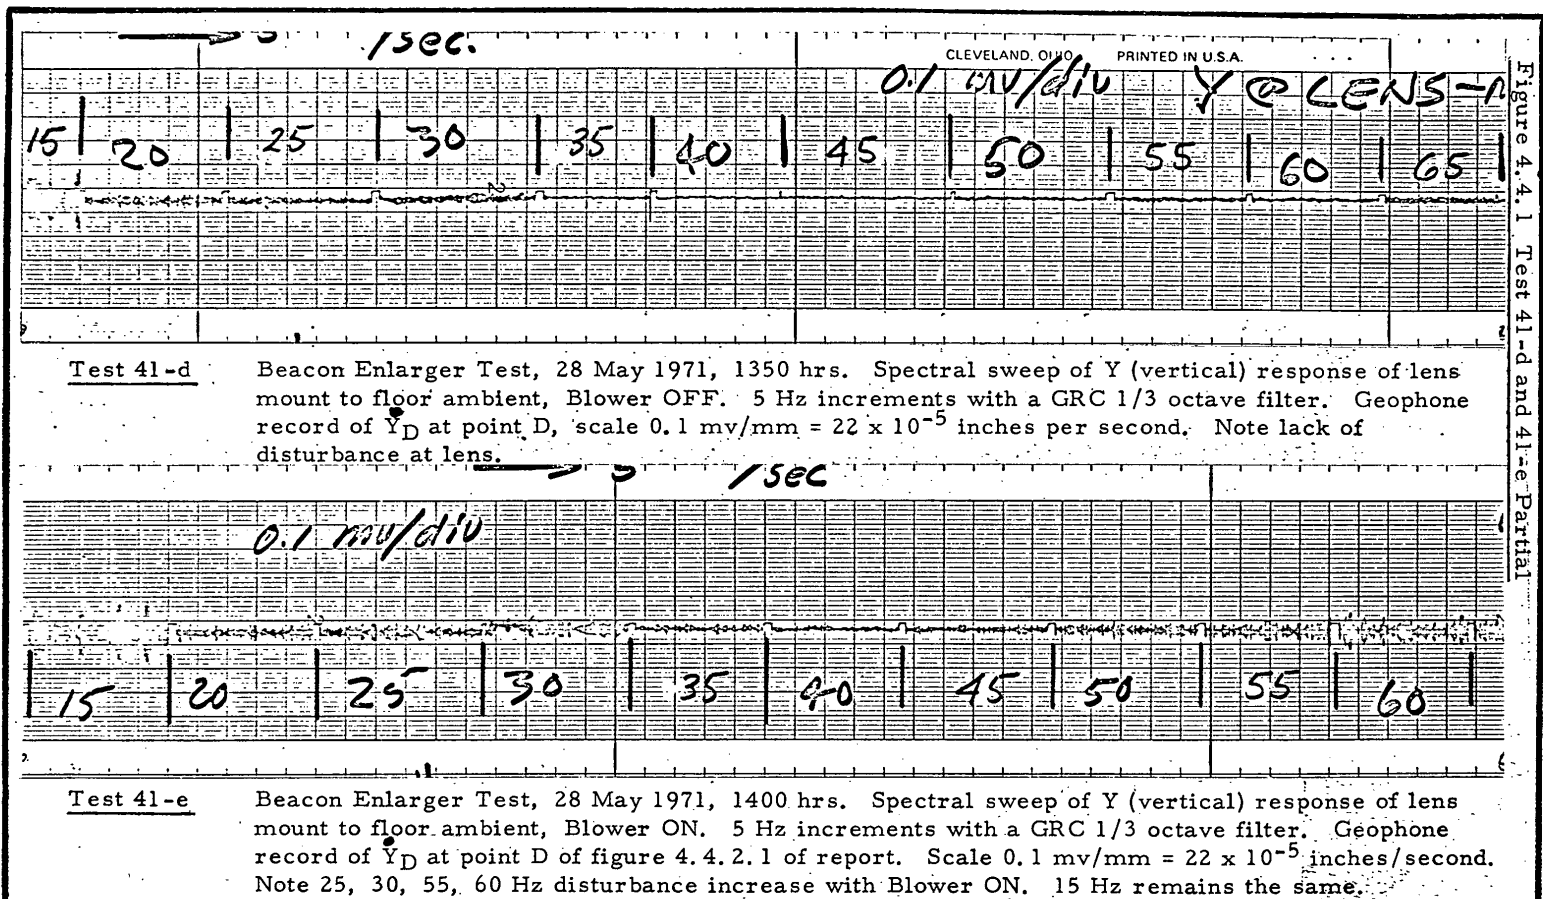 /sec.
CLEVELAND, OHIO PRINTED IN U.S.A.
0.1 mv/div Y @ LENS-
15 20 25 30 35 40 45 50 55 60 65
Test 41-d Beacon Enlarger Test, 28 May 1971, 1350 hrs. Spectral sweep of Y (vertical) response of lens
mount to floor ambient, Blower OFF. 5 Hz increments with a GRC 1/3 octave filter. Geophone
record of ẎD at point D, scale 0.1 mv/mm = 22 x 10⁻⁵ inches per second. Note lack of
disturbance at lens.
/sec
0.1 mv/div
15 20 25 30 35 40 45 50 55 60
Test 41-e Beacon Enlarger Test, 28 May 1971, 1400 hrs. Spectral sweep of Y (vertical) response of lens
mount to floor ambient, Blower ON. 5 Hz increments with a GRC 1/3 octave filter. Geophone
record of ẎD at point D of figure 4.4.2.1 of report. Scale 0.1 mv/mm = 22 x 10⁻⁵ inches/second.
Note 25, 30, 55, 60 Hz disturbance increase with Blower ON. 15 Hz remains the same.
Figure 4.4.1 Test 41-d and 41-e Partial